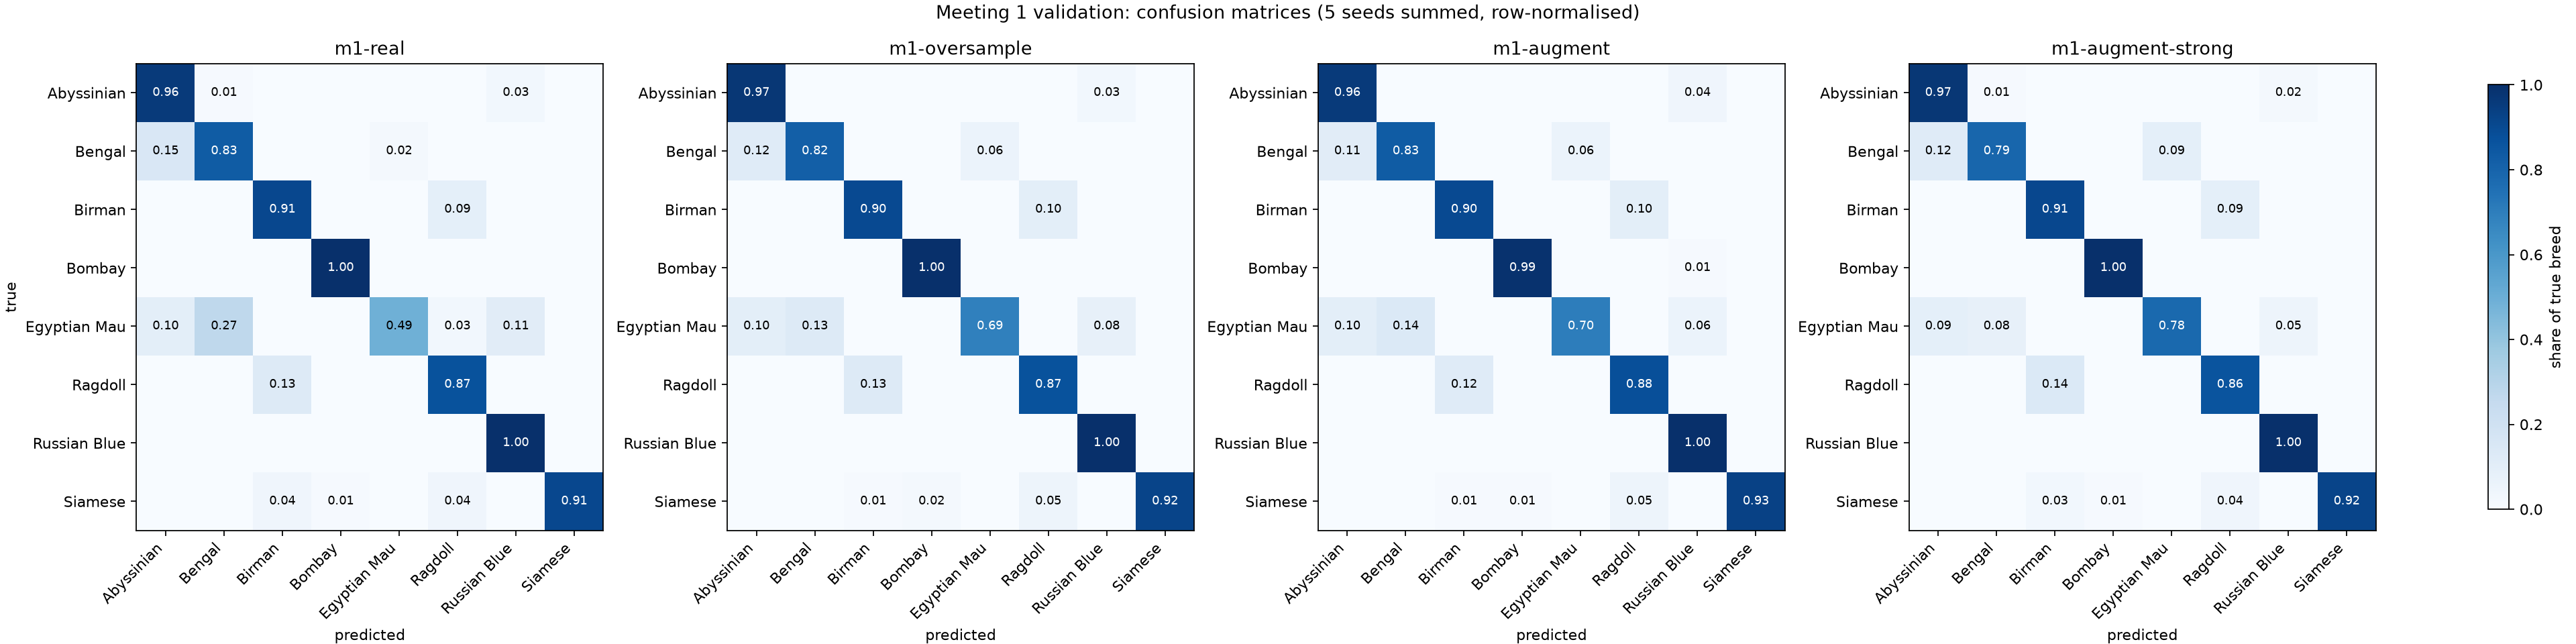 Meeting 1 validation: confusion matrices (5 seeds summed, row-normalised)
m1-real
true
Abyssinian 0.96 0.01 0.03
Bengal 0.15 0.83 0.02
Birman 0.91 0.09
Bombay 1.00
Egyptian Mau 0.10 0.27 0.49 0.03 0.11
Ragdoll 0.13 0.87
Russian Blue 1.00
Siamese 0.04 0.01 0.04 0.91
Abyssinian Bengal Birman Bombay Egyptian Mau Ragdoll Russian Blue Siamese
predicted
m1-oversample
Abyssinian 0.97 0.03
Bengal 0.12 0.82 0.06
Birman 0.90 0.10
Bombay 1.00
Egyptian Mau 0.10 0.13 0.69 0.08
Ragdoll 0.13 0.87
Russian Blue 1.00
Siamese 0.01 0.02 0.05 0.92
Abyssinian Bengal Birman Bombay Egyptian Mau Ragdoll Russian Blue Siamese
predicted
m1-augment
Abyssinian 0.96 0.04
Bengal 0.11 0.83 0.06
Birman 0.90 0.10
Bombay 0.99 0.01
Egyptian Mau 0.10 0.14 0.70 0.06
Ragdoll 0.12 0.88
Russian Blue 1.00
Siamese 0.01 0.01 0.05 0.93
Abyssinian Bengal Birman Bombay Egyptian Mau Ragdoll Russian Blue Siamese
predicted
m1-augment-strong
Abyssinian 0.97 0.01 0.02
Bengal 0.12 0.79 0.09
Birman 0.91 0.09
Bombay 1.00
Egyptian Mau 0.09 0.08 0.78 0.05
Ragdoll 0.14 0.86
Russian Blue 1.00
Siamese 0.03 0.01 0.04 0.92
Abyssinian Bengal Birman Bombay Egyptian Mau Ragdoll Russian Blue Siamese
predicted
1.0
0.8
0.6
0.4
0.2
0.0
share of true breed